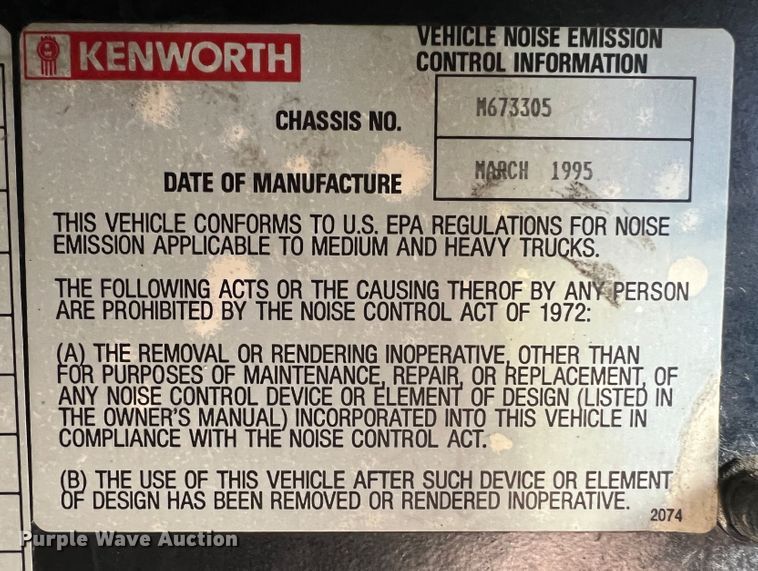 KENWORTH
VEHICLE NOISE EMISSION
CONTROL INFORMATION
CHASSIS NO.
M673305
DATE OF MANUFACTURE
MARCH 1995
THIS VEHICLE CONFORMS TO U.S. EPA REGULATIONS FOR NOISE
EMISSION APPLICABLE TO MEDIUM AND HEAVY TRUCKS.
THE FOLLOWING ACTS OR THE CAUSING THEROF BY ANY PERSON
ARE PROHIBITED BY THE NOISE CONTROL ACT OF 1972:
(A) THE REMOVAL OR RENDERING INOPERATIVE, OTHER THAN
FOR PURPOSES OF MAINTENANCE, REPAIR, OR REPLACEMENT, OF
ANY NOISE CONTROL DEVICE OR ELEMENT OF DESIGN (LISTED IN
THE OWNER'S MANUAL) INCORPORATED INTO THIS VEHICLE IN
COMPLIANCE WITH THE NOISE CONTROL ACT.
(B) THE USE OF THIS VEHICLE AFTER SUCH DEVICE OR ELEMENT
OF DESIGN HAS BEEN REMOVED OR RENDERED INOPERATIVE.
2074
Purple Wave Auction